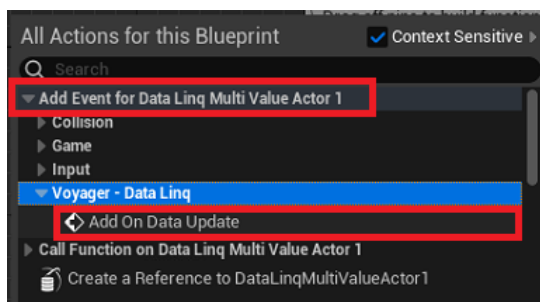 All Actions for this Blueprint
Context Sensitive
Search
Add Event for Data Linq Multi Value Actor 1
Collision
Game
Input
Voyager - Data Linq
Add On Data Update
Call Function on Data Linq Multi Value Actor 1
Create a Reference to DataLinqMultiValueActor1